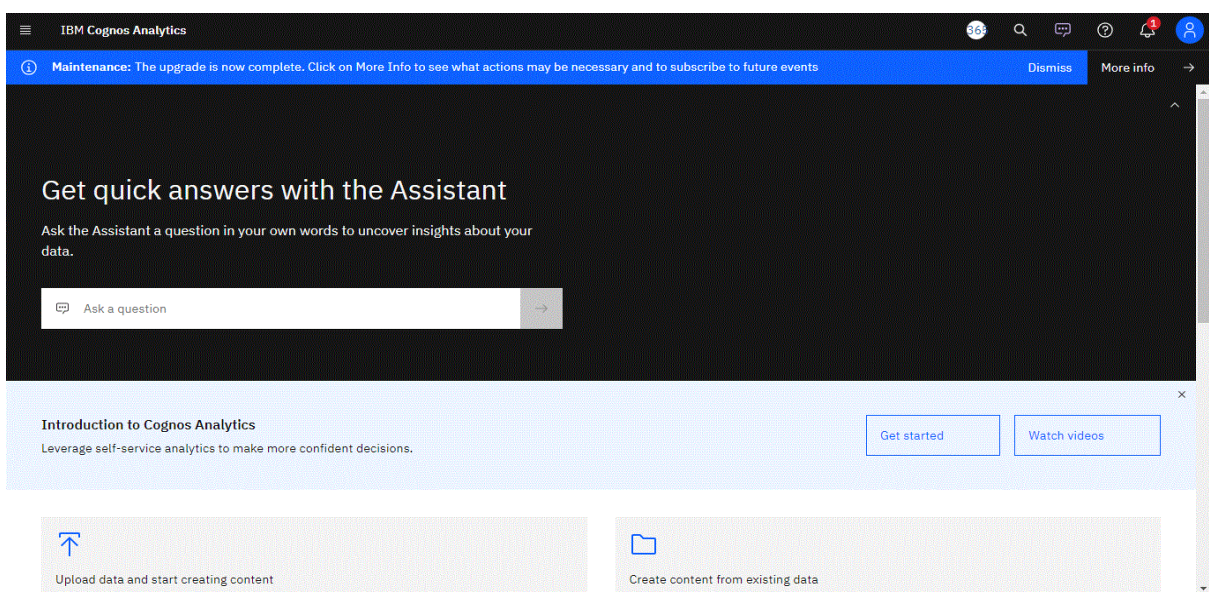 IBM Cognos Analytics
365
1
Maintenance: The upgrade is now complete. Click on More Info to see what actions may be necessary and to subscribe to future events
Dismiss
More info
Get quick answers with the Assistant
Ask the Assistant a question in your own words to uncover insights about your
data.
Ask a question
Introduction to Cognos Analytics
Leverage self-service analytics to make more confident decisions.
Get started
Watch videos
Upload data and start creating content
Create content from existing data